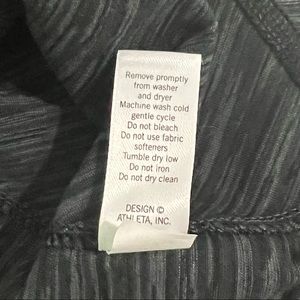 Remove promptly
from washer
and dryer
Machine wash cold
gentle cycle
Do not bleach
Do not use fabric
softeners
Tumble dry low
Do not iron
Do not dry clean
DESIGN ©
ATHLETA, INC.